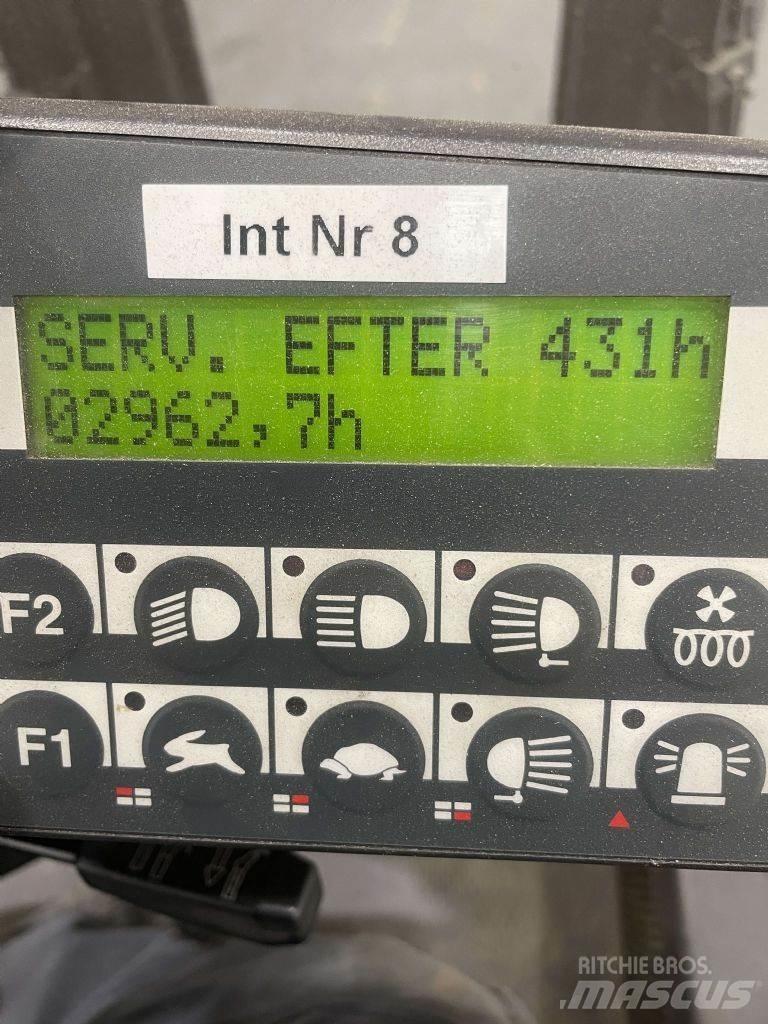 Int Nr 8
SERV. EFTER 431h
02962,7h
F2
F1
RITCHIE BROS.
MASCUS